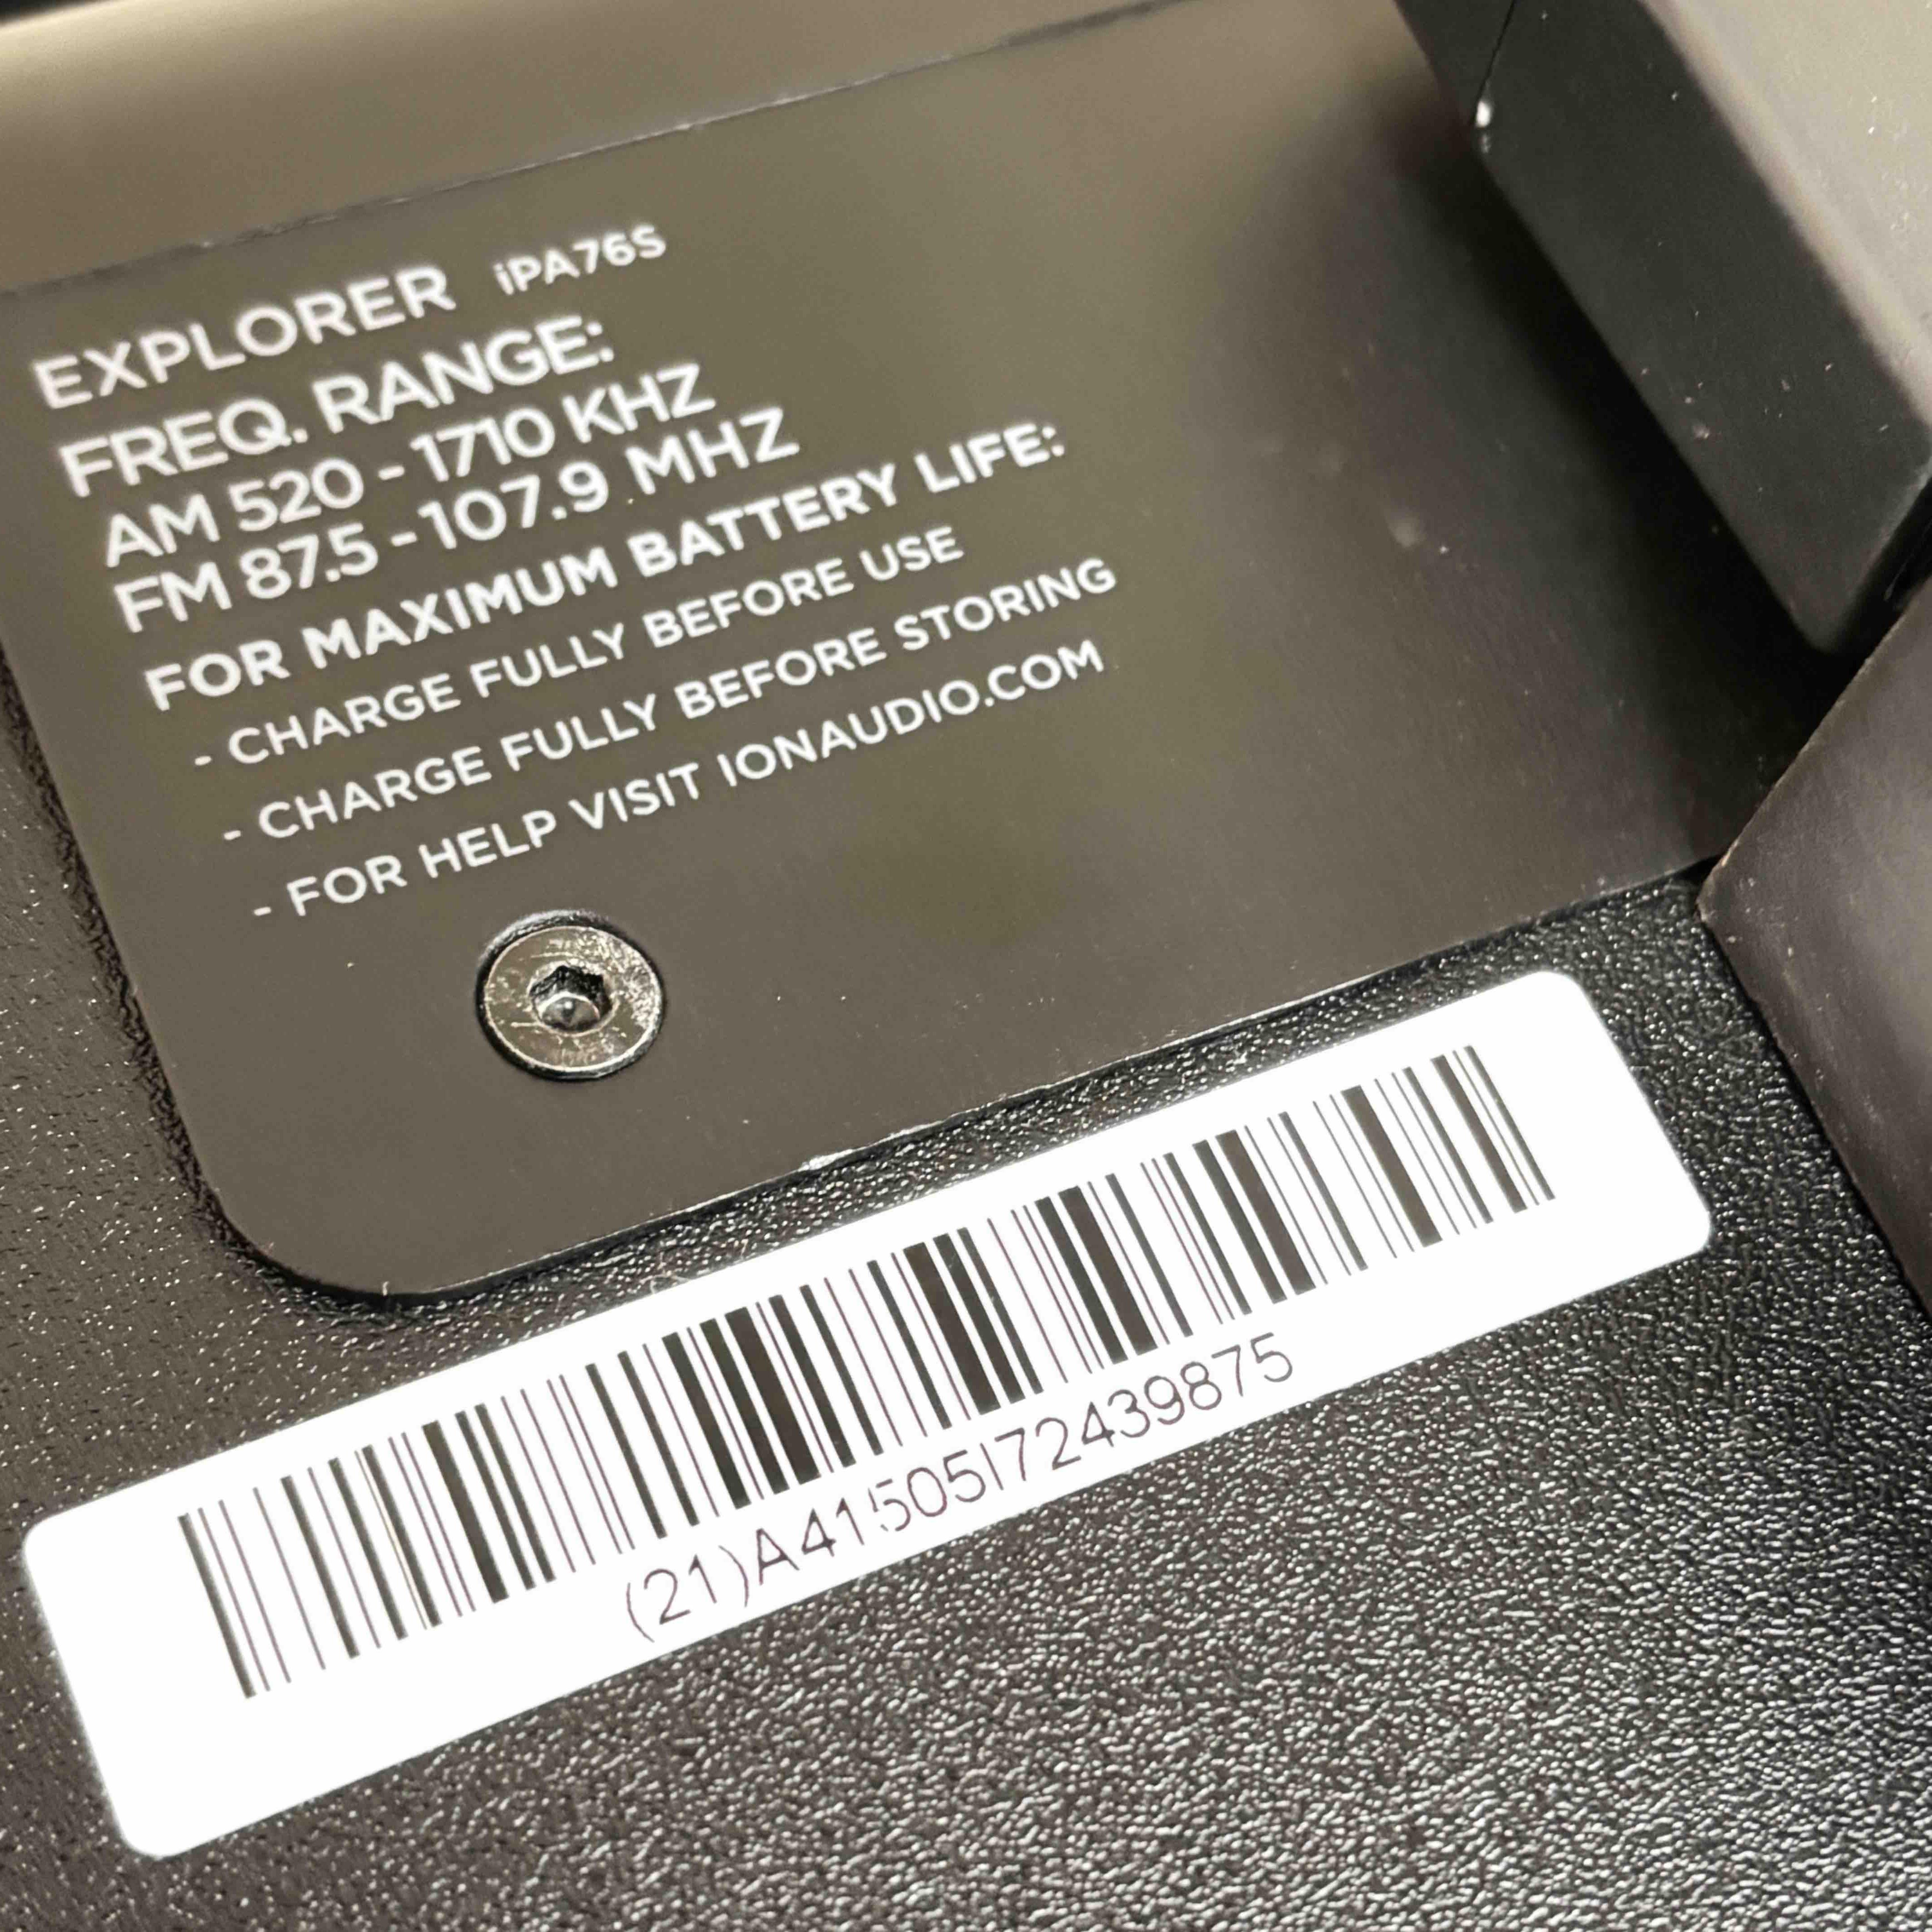 EXPLORER iPA76S
FREQ. RANGE:
AM 520 - 1710 KHZ
FM 87.5 - 107.9 MHZ
FOR MAXIMUM BATTERY LIFE:
- CHARGE FULLY BEFORE USE
- CHARGE FULLY BEFORE STORING
- FOR HELP VISIT IONAUDIO.COM
(21)A41505I72439875